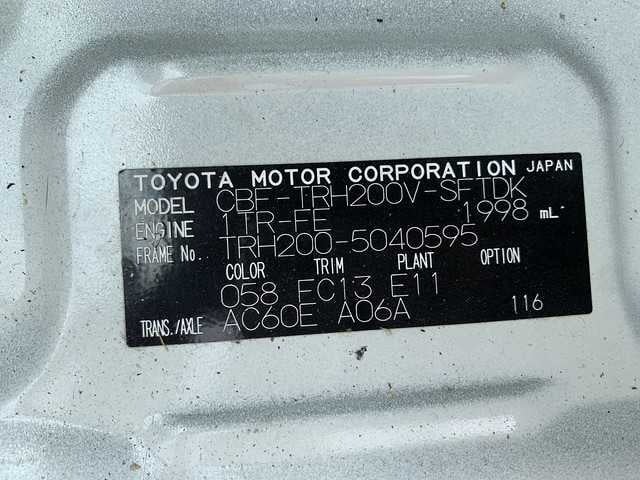 TOYOTA MOTOR CORPORATION JAPAN
MODEL CBF-TRH200V-SFTDK
ENGINE 1TR-FE 1998 mL
FRAME No. TRH200-5040595
COLOR TRIM PLANT OPTION
058 FC13 E11
TRANS./AXLE AC60E A06A 116